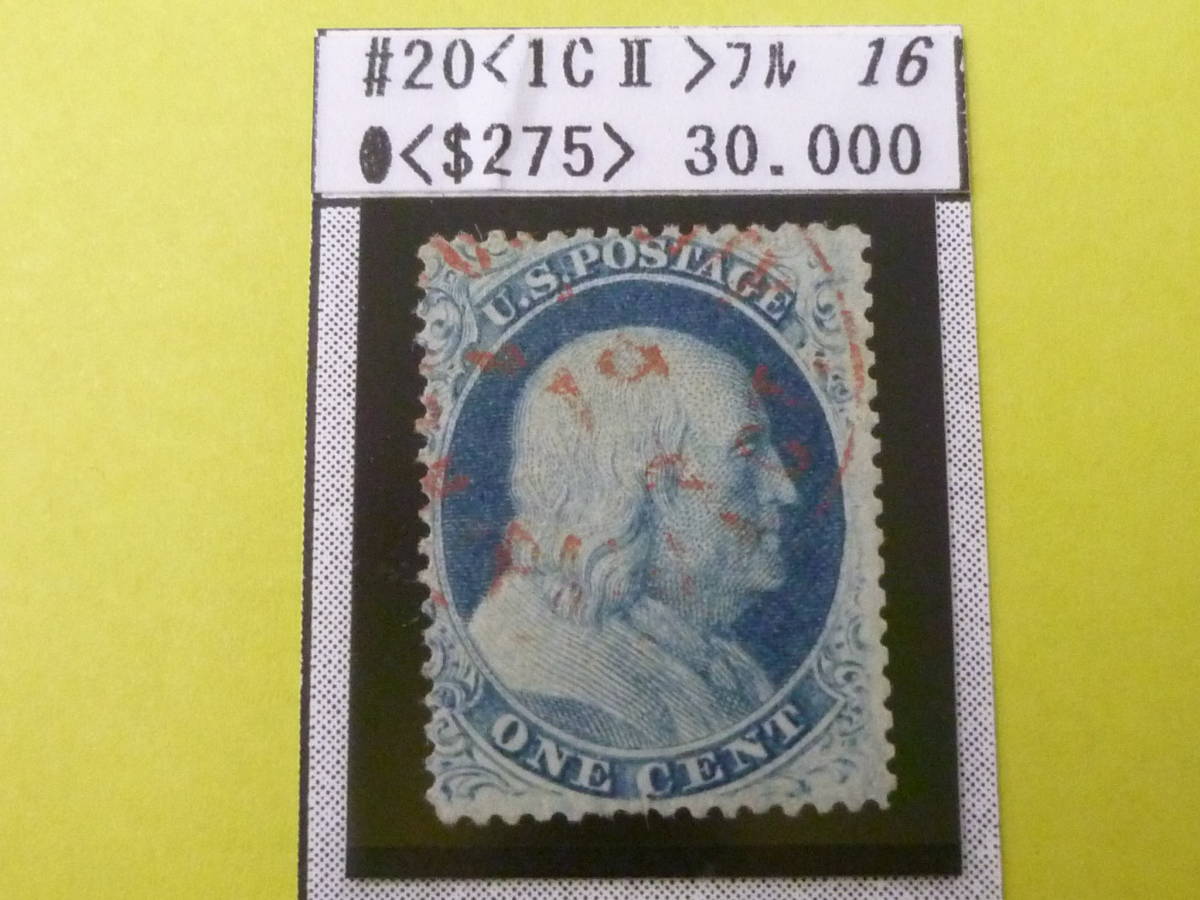 #20<1C Ⅱ >ﾌﾙ 16
●<$275> 30.000
U.S.POSTAGE
ONE CENT